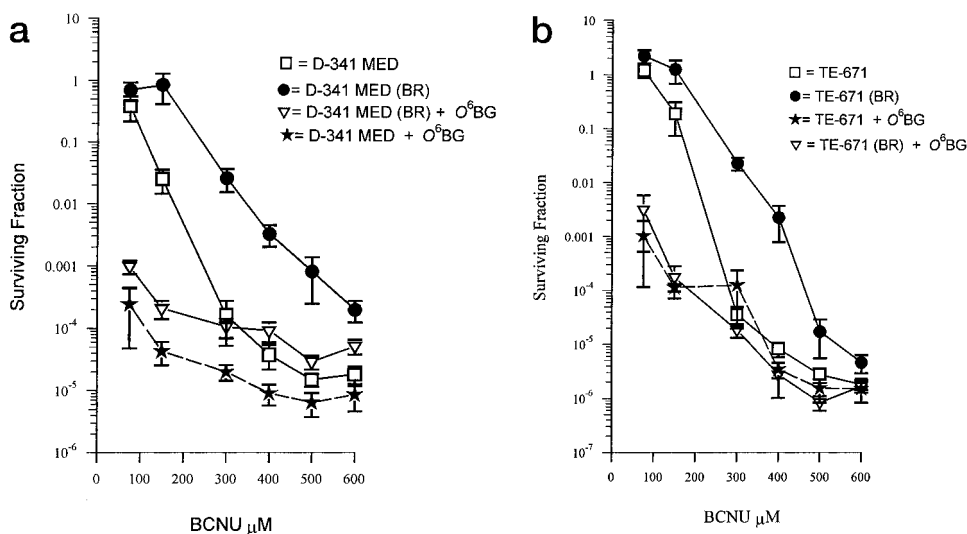 a
10
1
0.1
0.01
0.001
10⁻⁴
10⁻⁵
10⁻⁶
0 100 200 300 400 500 600
Surviving Fraction
BCNU μM
= D-341 MED
= D-341 MED (BR)
= D-341 MED (BR) + O⁶BG
= D-341 MED + O⁶BG
b
10
1
0.1
0.01
0.001
10⁻⁴
10⁻⁵
10⁻⁶
10⁻⁷
0 100 200 300 400 500 600
Surviving Fraction
BCNU μM
= TE-671
= TE-671 (BR)
= TE-671 + O⁶BG
= TE-671 (BR) + O⁶BG